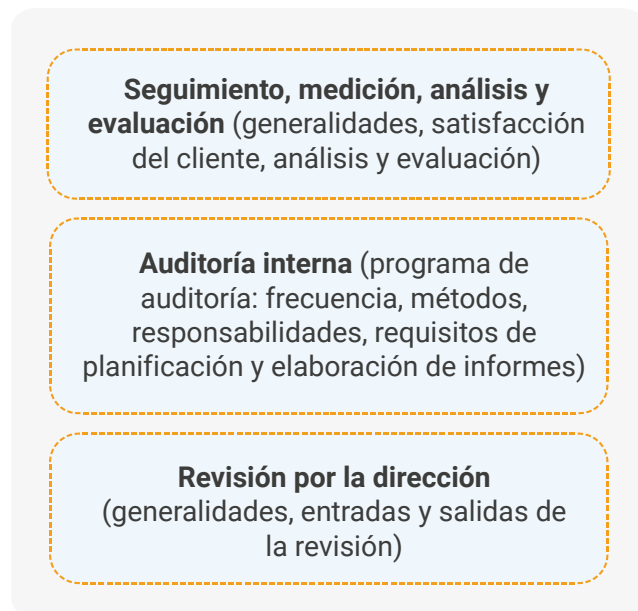 Seguimiento, medición, análisis y
evaluación (generalidades, satisfacción
del cliente, análisis y evaluación)
Auditoría interna (programa de
auditoría: frecuencia, métodos,
responsabilidades, requisitos de
planificación y elaboración de informes)
Revisión por la dirección
(generalidades, entradas y salidas de
la revisión)